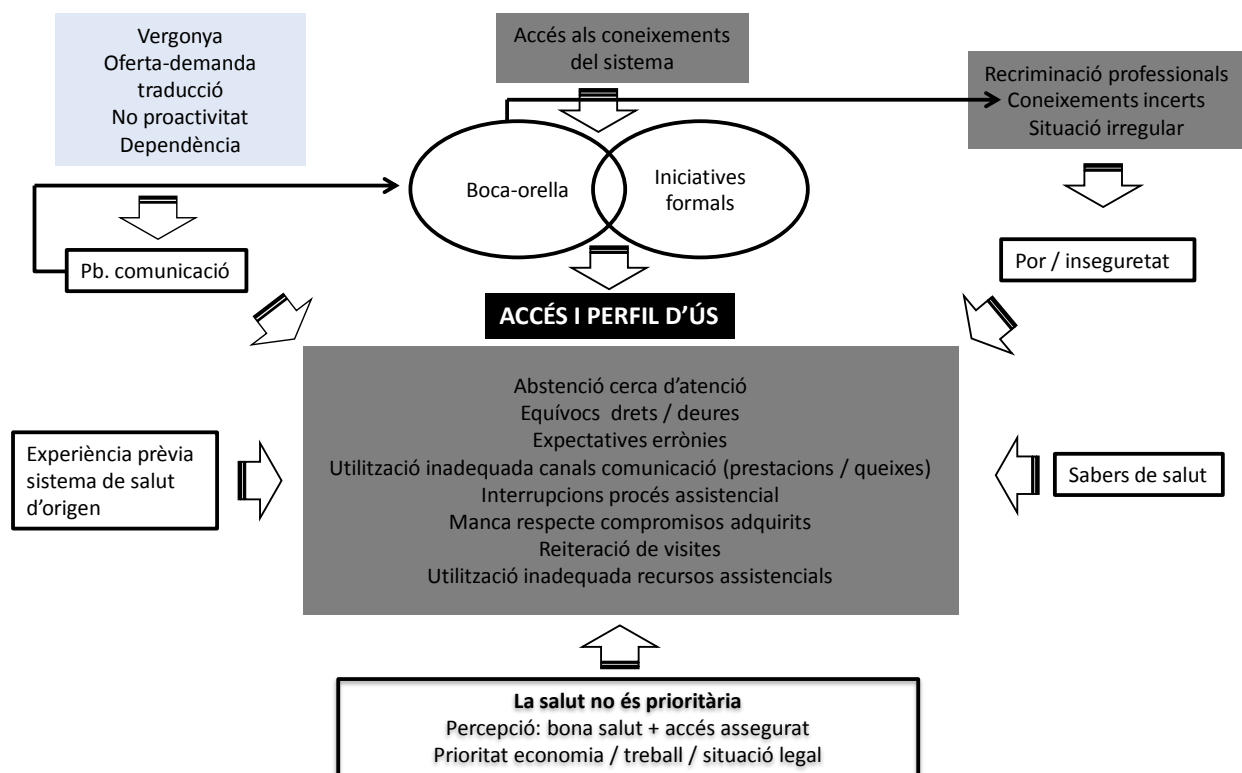 Vergonya
Oferta-demanda
traducció
No proactivitat
Dependència
Accés als coneixements
del sistema
Recriminació professionals
Coneixements incerts
Situació irregular
Boca-orella
Iniciatives
formals
Pb. comunicació
Por / inseguretat
ACCÉS I PERFIL D’ÚS
Abstenció cerca d’atenció
Equívocs drets / deures
Expectatives errònies
Utilització inadequada canals comunicació (prestacions / queixes)
Interrupcions procés assistencial
Manca respecte compromisos adquirits
Reiteració de visites
Utilització inadequada recursos assistencials
Experiència prèvia
sistema de salut
d’origen
Sabers de salut
La salut no és prioritària
Percepció: bona salut + accés assegurat
Prioritat economia / treball / situació legal